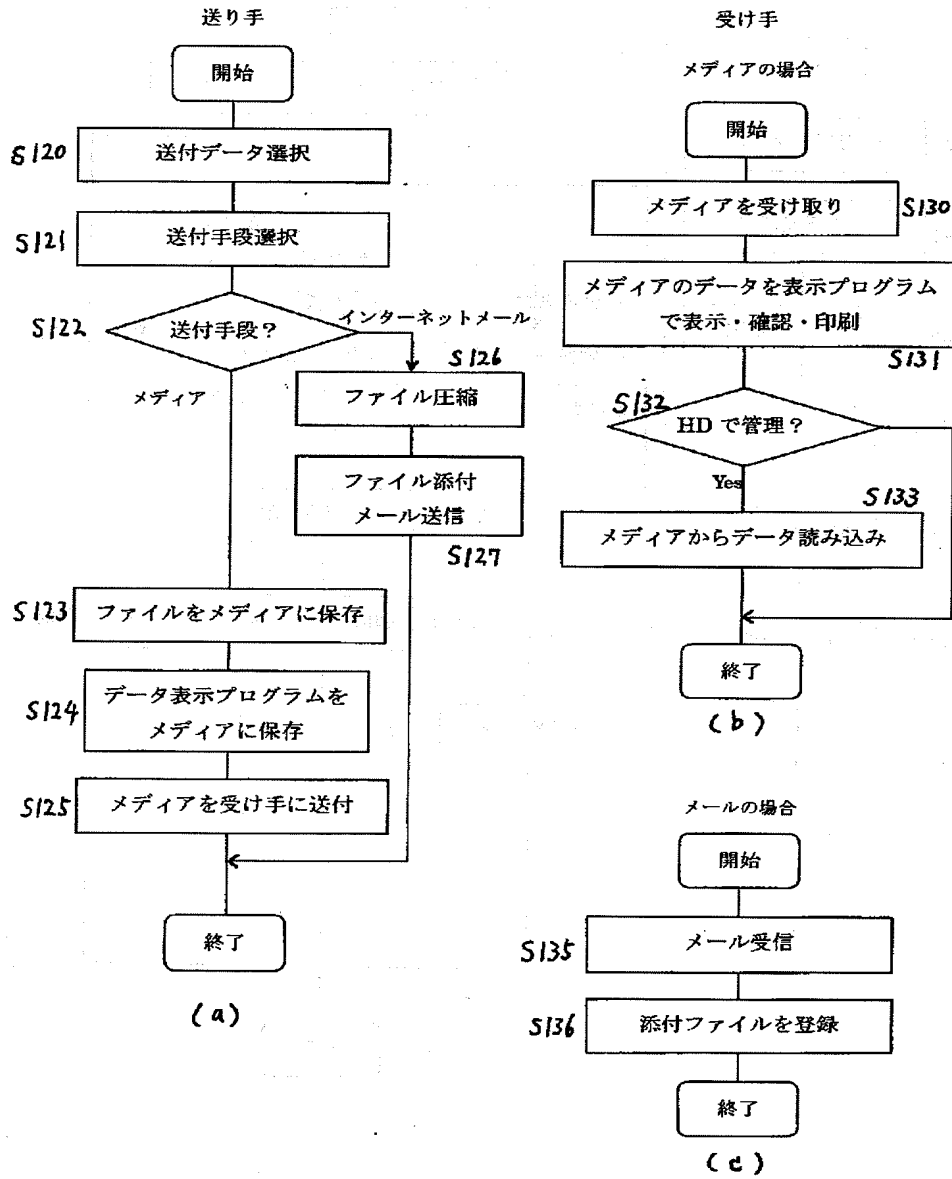 送り手
開始
S120
送付データ選択
S121
送付手段選択
S122
送付手段？
インターネットメール
メディア
S126
ファイル圧縮
ファイル添付
メール送信
S127
S123
ファイルをメディアに保存
S124
データ表示プログラムを
メディアに保存
S125
メディアを受け手に送付
終了
(a)
受け手
メディアの場合
開始
メディアを受け取り
S130
メディアのデータを表示プログラム
で表示・確認・印刷
S131
S132
HDで管理？
Yes
S133
メディアからデータ読み込み
終了
(b)
メールの場合
開始
S135
メール受信
S136
添付ファイルを登録
終了
(c)